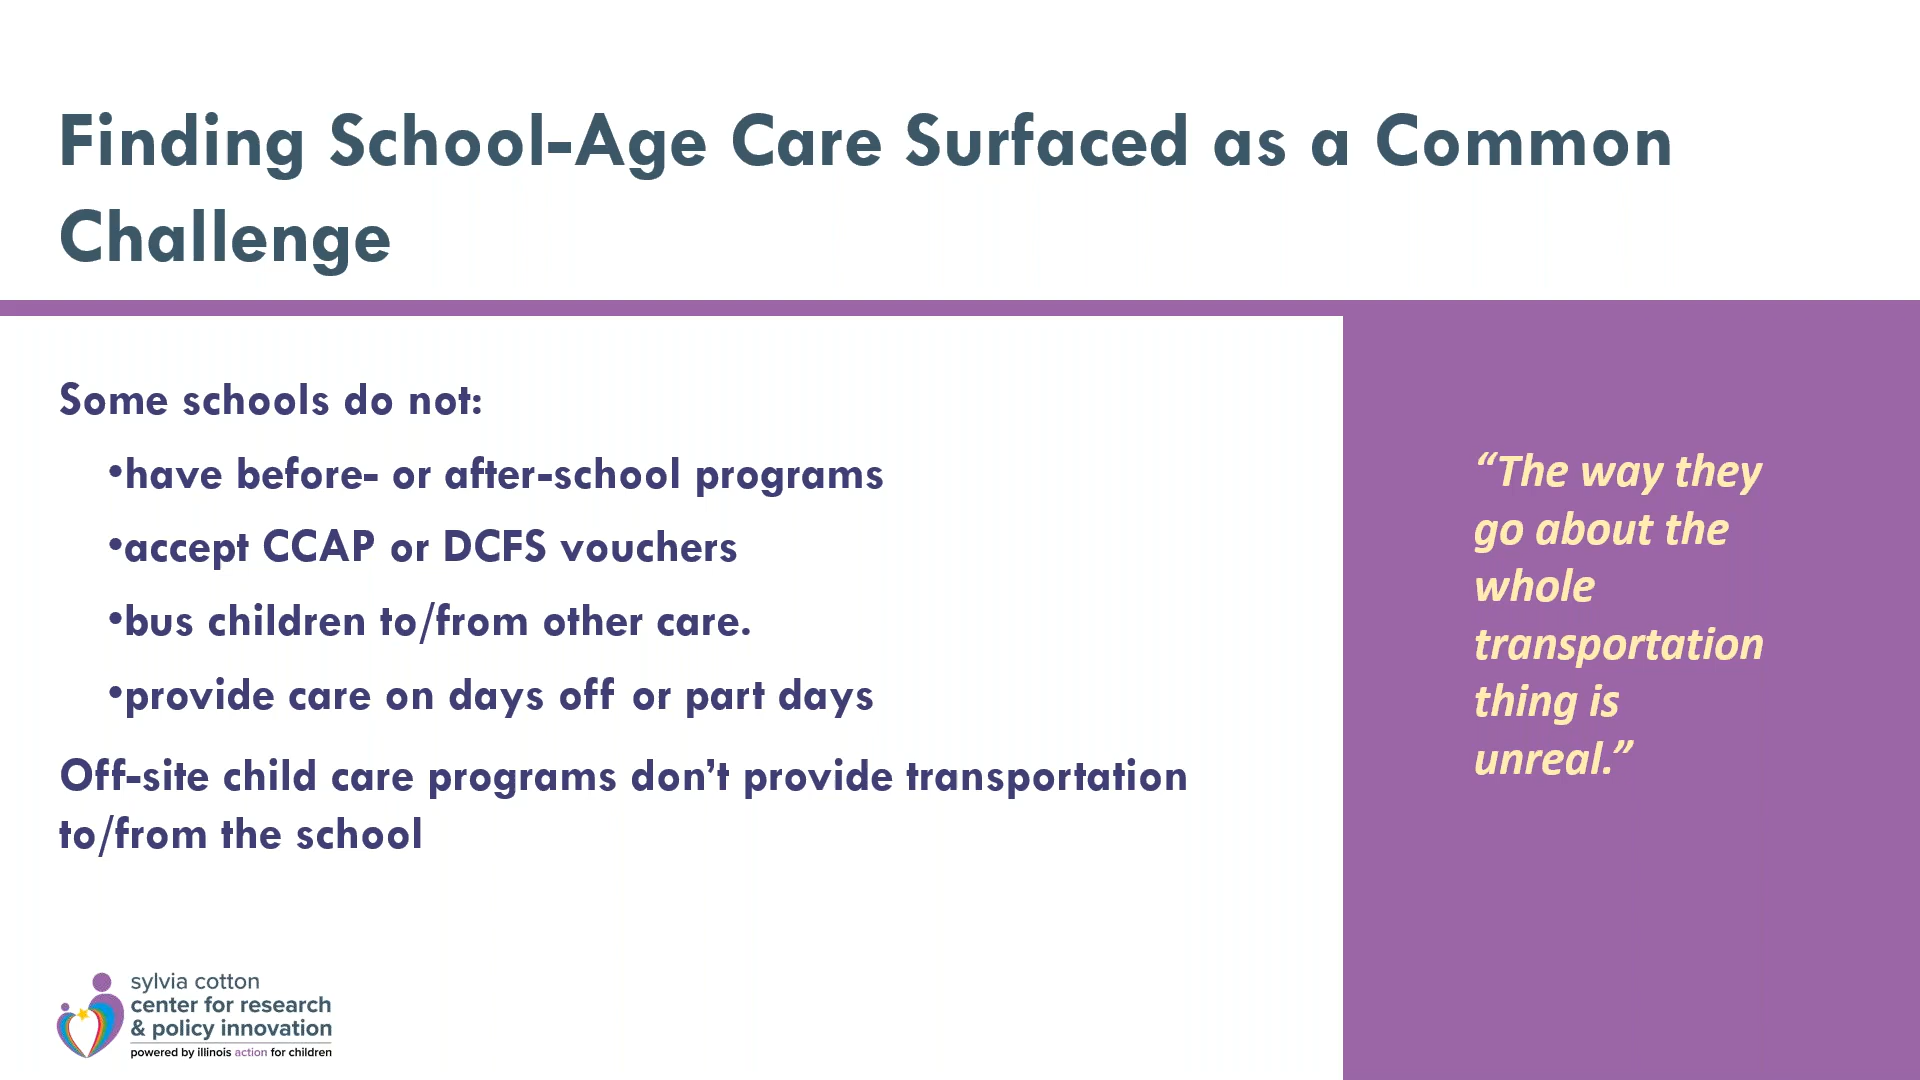 Finding School-Age Care Surfaced as a Common
Challenge
Some schools do not:
•have before- or after-school programs
•accept CCAP or DCFS vouchers
•bus children to/from other care.
•provide care on days off or part days
Off-site child care programs don’t provide transportation
to/from the school
“The way they
go about the
whole
transportation
thing is
unreal.”
sylvia cotton
center for research
& policy innovation
powered by illinois action for children